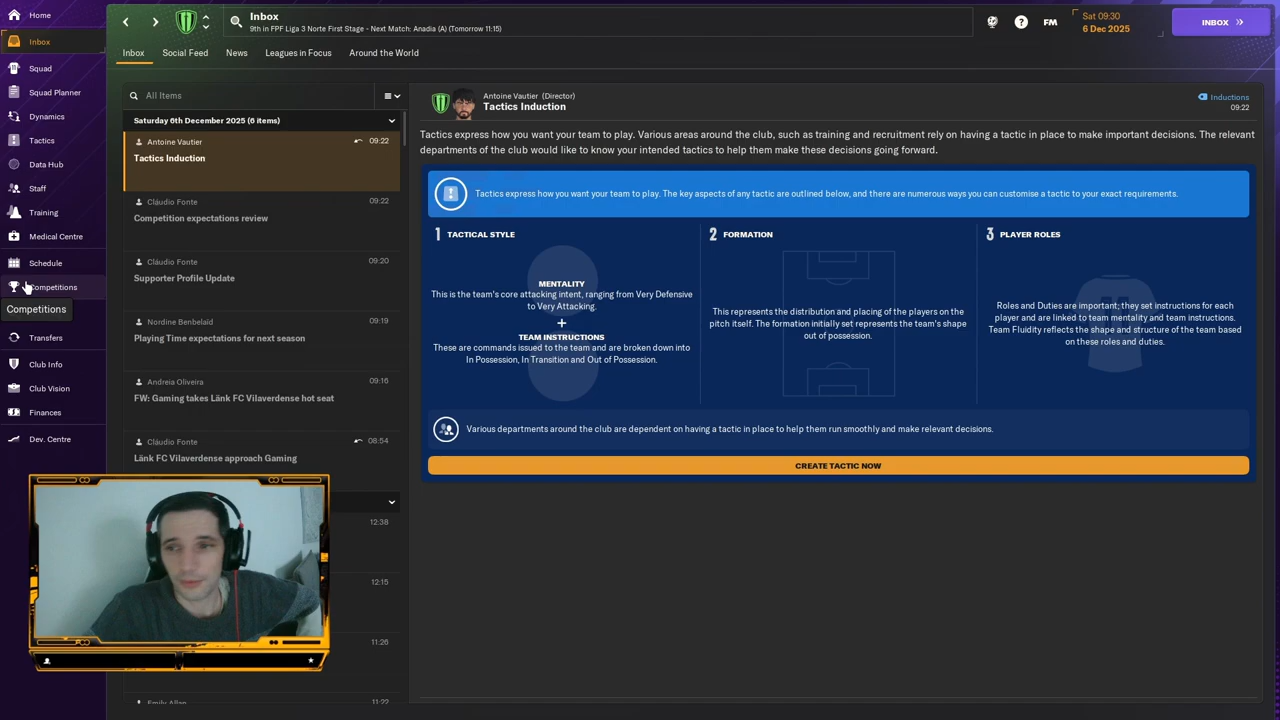 Home
Inbox
Squad
Squad Planner
Dynamics
Tactics
Data Hub
Staff
Training
Medical Centre
Schedule
Competitions
Competitions
Transfers
Club Info
Club Vision
Finances
Dev. Centre
Inbox
9th in FPF Liga 3 Norte First Stage - Next Match: Anadia (A) (Tomorrow 11:15)
FM
Sat 09:30
6 Dec 2025
INBOX
Inbox
Social Feed
News
Leagues in Focus
Around the World
All Items
Saturday 6th December 2025 (6 items)
Antoine Vautier 09:22
Tactics Induction
Cláudio Fonte 09:22
Competition expectations review
Cláudio Fonte 09:20
Supporter Profile Update
Nordine Benbelaïd 09:19
Playing Time expectations for next season
Andreia Oliveira 09:16
FW: Gaming takes Länk FC Vilaverdense hot seat
Cláudio Fonte 08:54
Länk FC Vilaverdense approach Gaming
12:38
12:15
11:26
Emily Allan 11:22
Antoine Vautier (Director)
Tactics Induction
Inductions
09:22
Tactics express how you want your team to play. Various areas around the club, such as training and recruitment rely on having a tactic in place to make important decisions. The relevant
departments of the club would like to know your intended tactics to help them make these decisions going forward.
Tactics express how you want your team to play. The key aspects of any tactic are outlined below, and there are numerous ways you can customise a tactic to your exact requirements.
1 TACTICAL STYLE
MENTALITY
This is the team's core attacking intent, ranging from Very Defensive
to Very Attacking.
+
TEAM INSTRUCTIONS
These are commands issued to the team and are broken down into
In Possession, In Transition and Out of Possession.
2 FORMATION
This represents the distribution and placing of the players on the
pitch itself. The formation initially set represents the team's shape
out of possession.
3 PLAYER ROLES
Roles and Duties are important; they set instructions for each
player and are linked to team mentality and team instructions.
Team Fluidity reflects the shape and structure of the team based
on these roles and duties.
Various departments around the club are dependent on having a tactic in place to help them run smoothly and make relevant decisions.
CREATE TACTIC NOW